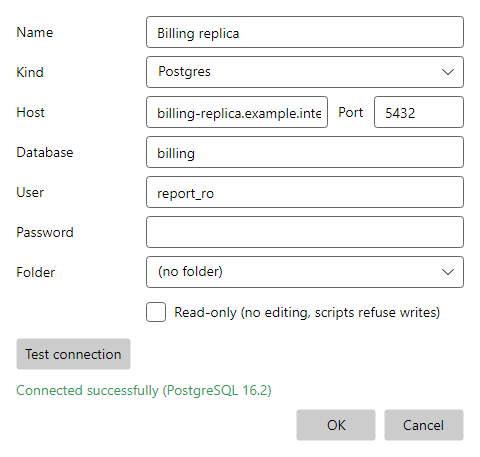 Name Billing replica
Kind Postgres
Host billing-replica.example.inte Port 5432
Database billing
User report_ro
Password
Folder (no folder)
Read-only (no editing, scripts refuse writes)
Test connection
Connected successfully (PostgreSQL 16.2)
OK Cancel